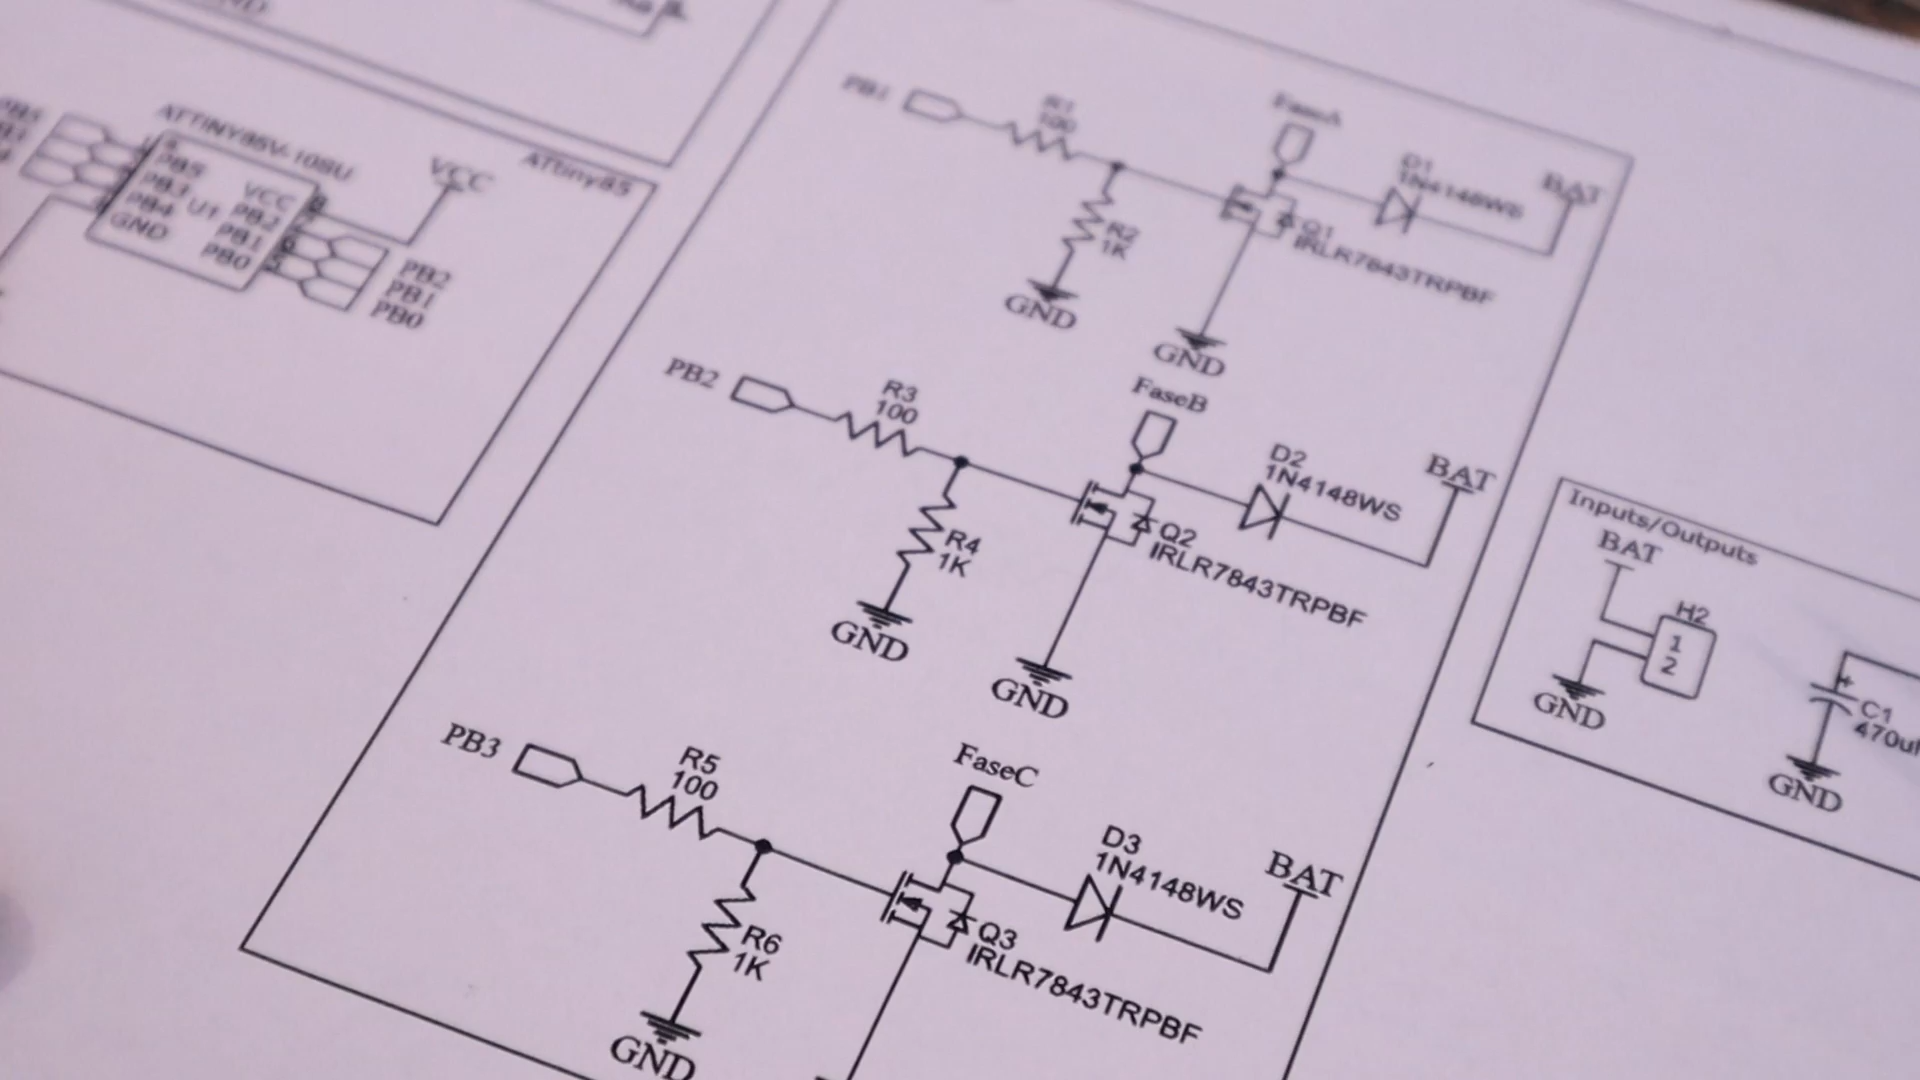 ATTINY85V-10SU
PB5
PB3
PB4
GND
U1
VCC
PB2
PB1
PB0
8
6
5
VCC
PB2
PB1
PB0
ATtiny85
PB1
R1
100
R2
1K
GND
FaseA
D1
1N4148WS
BAT
Q1
IRLR7843TRPBF
GND
PB2
R3
100
R4
1K
GND
FaseB
D2
1N4148WS
BAT
Q2
IRLR7843TRPBF
GND
PB3
R5
100
R6
1K
GND
FaseC
D3
1N4148WS
BAT
Q3
IRLR7843TRPBF
Inputs/Outputs
BAT
H2
1
2
GND
+
C1
470uF
GND